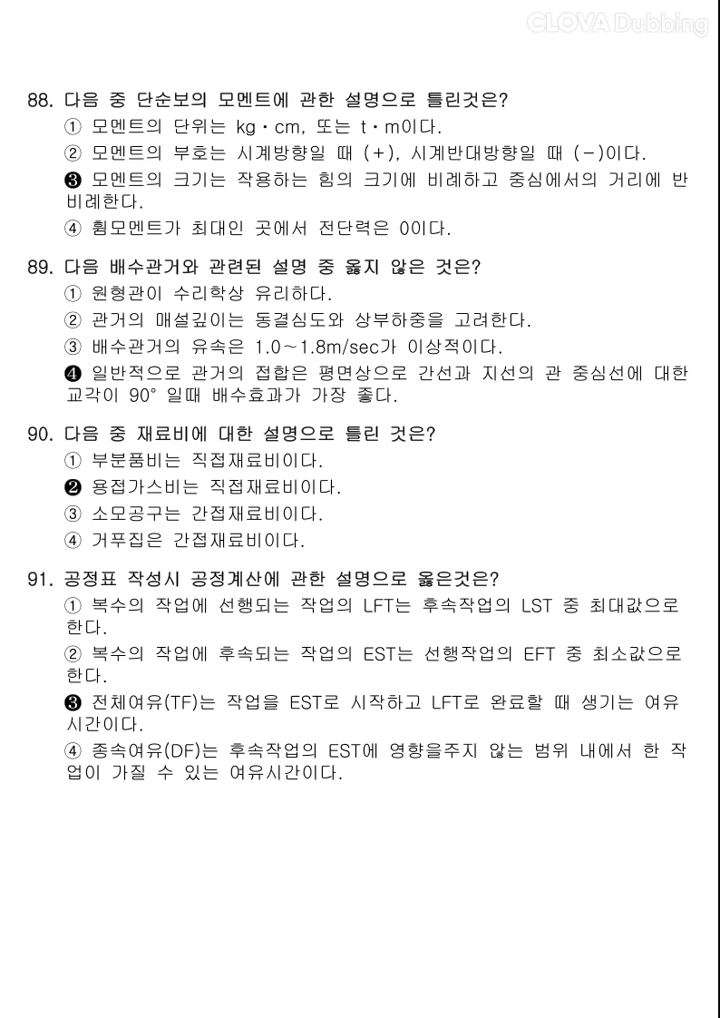 CLOVA Dubbing
88. 다음 중 단순보의 모멘트에 관한 설명으로 틀린것은?
① 모멘트의 단위는 kg·cm, 또는 t·m이다.
② 모멘트의 부호는 시계방향일 때 (+), 시계반대방향일 때 (-)이다.
❸ 모멘트의 크기는 작용하는 힘의 크기에 비례하고 중심에서의 거리에 반
비례한다.
④ 휨모멘트가 최대인 곳에서 전단력은 0이다.
89. 다음 배수관거와 관련된 설명 중 옳지 않은 것은?
① 원형관이 수리학상 유리하다.
② 관거의 매설깊이는 동결심도와 상부하중을 고려한다.
③ 배수관거의 유속은 1.0~1.8m/sec가 이상적이다.
❹ 일반적으로 관거의 접합은 평면상으로 간선과 지선의 관 중심선에 대한
교각이 90° 일때 배수효과가 가장 좋다.
90. 다음 중 재료비에 대한 설명으로 틀린 것은?
① 부분품비는 직접재료비이다.
❷ 용접가스비는 직접재료비이다.
③ 소모공구는 간접재료비이다.
④ 거푸집은 간접재료비이다.
91. 공정표 작성시 공정계산에 관한 설명으로 옳은것은?
① 복수의 작업에 선행되는 작업의 LFT는 후속작업의 LST 중 최대값으로
한다.
② 복수의 작업에 후속되는 작업의 EST는 선행작업의 EFT 중 최소값으로
한다.
❸ 전체여유(TF)는 작업을 EST로 시작하고 LFT로 완료할 때 생기는 여유
시간이다.
④ 종속여유(DF)는 후속작업의 EST에 영향을주지 않는 범위 내에서 한 작
업이 가질 수 있는 여유시간이다.